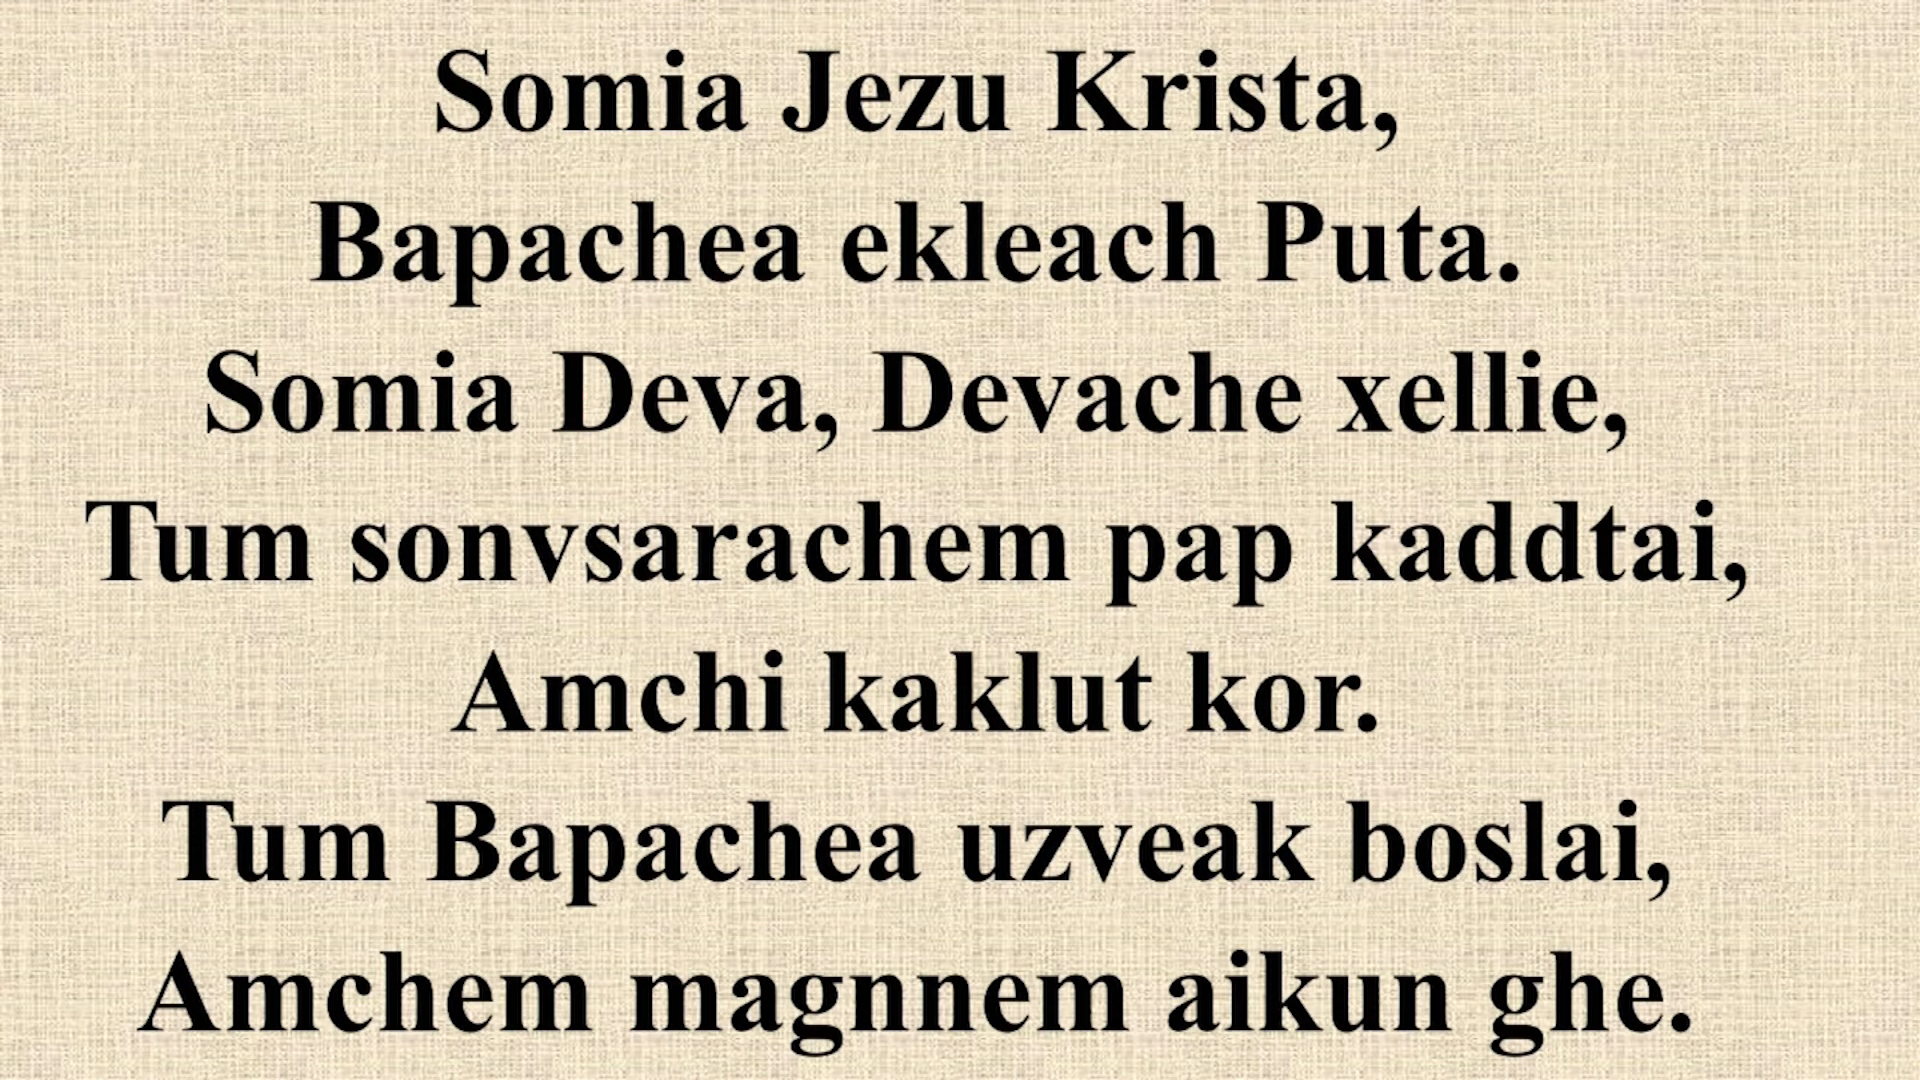 Somia Jezu Krista,
Bapachea ekleach Puta.
Somia Deva, Devache xellie,
Tum sonvsarachem pap kaddtai,
Amchi kaklut kor.
Tum Bapachea uzveak boslai,
Amchem magnnem aikun ghe.